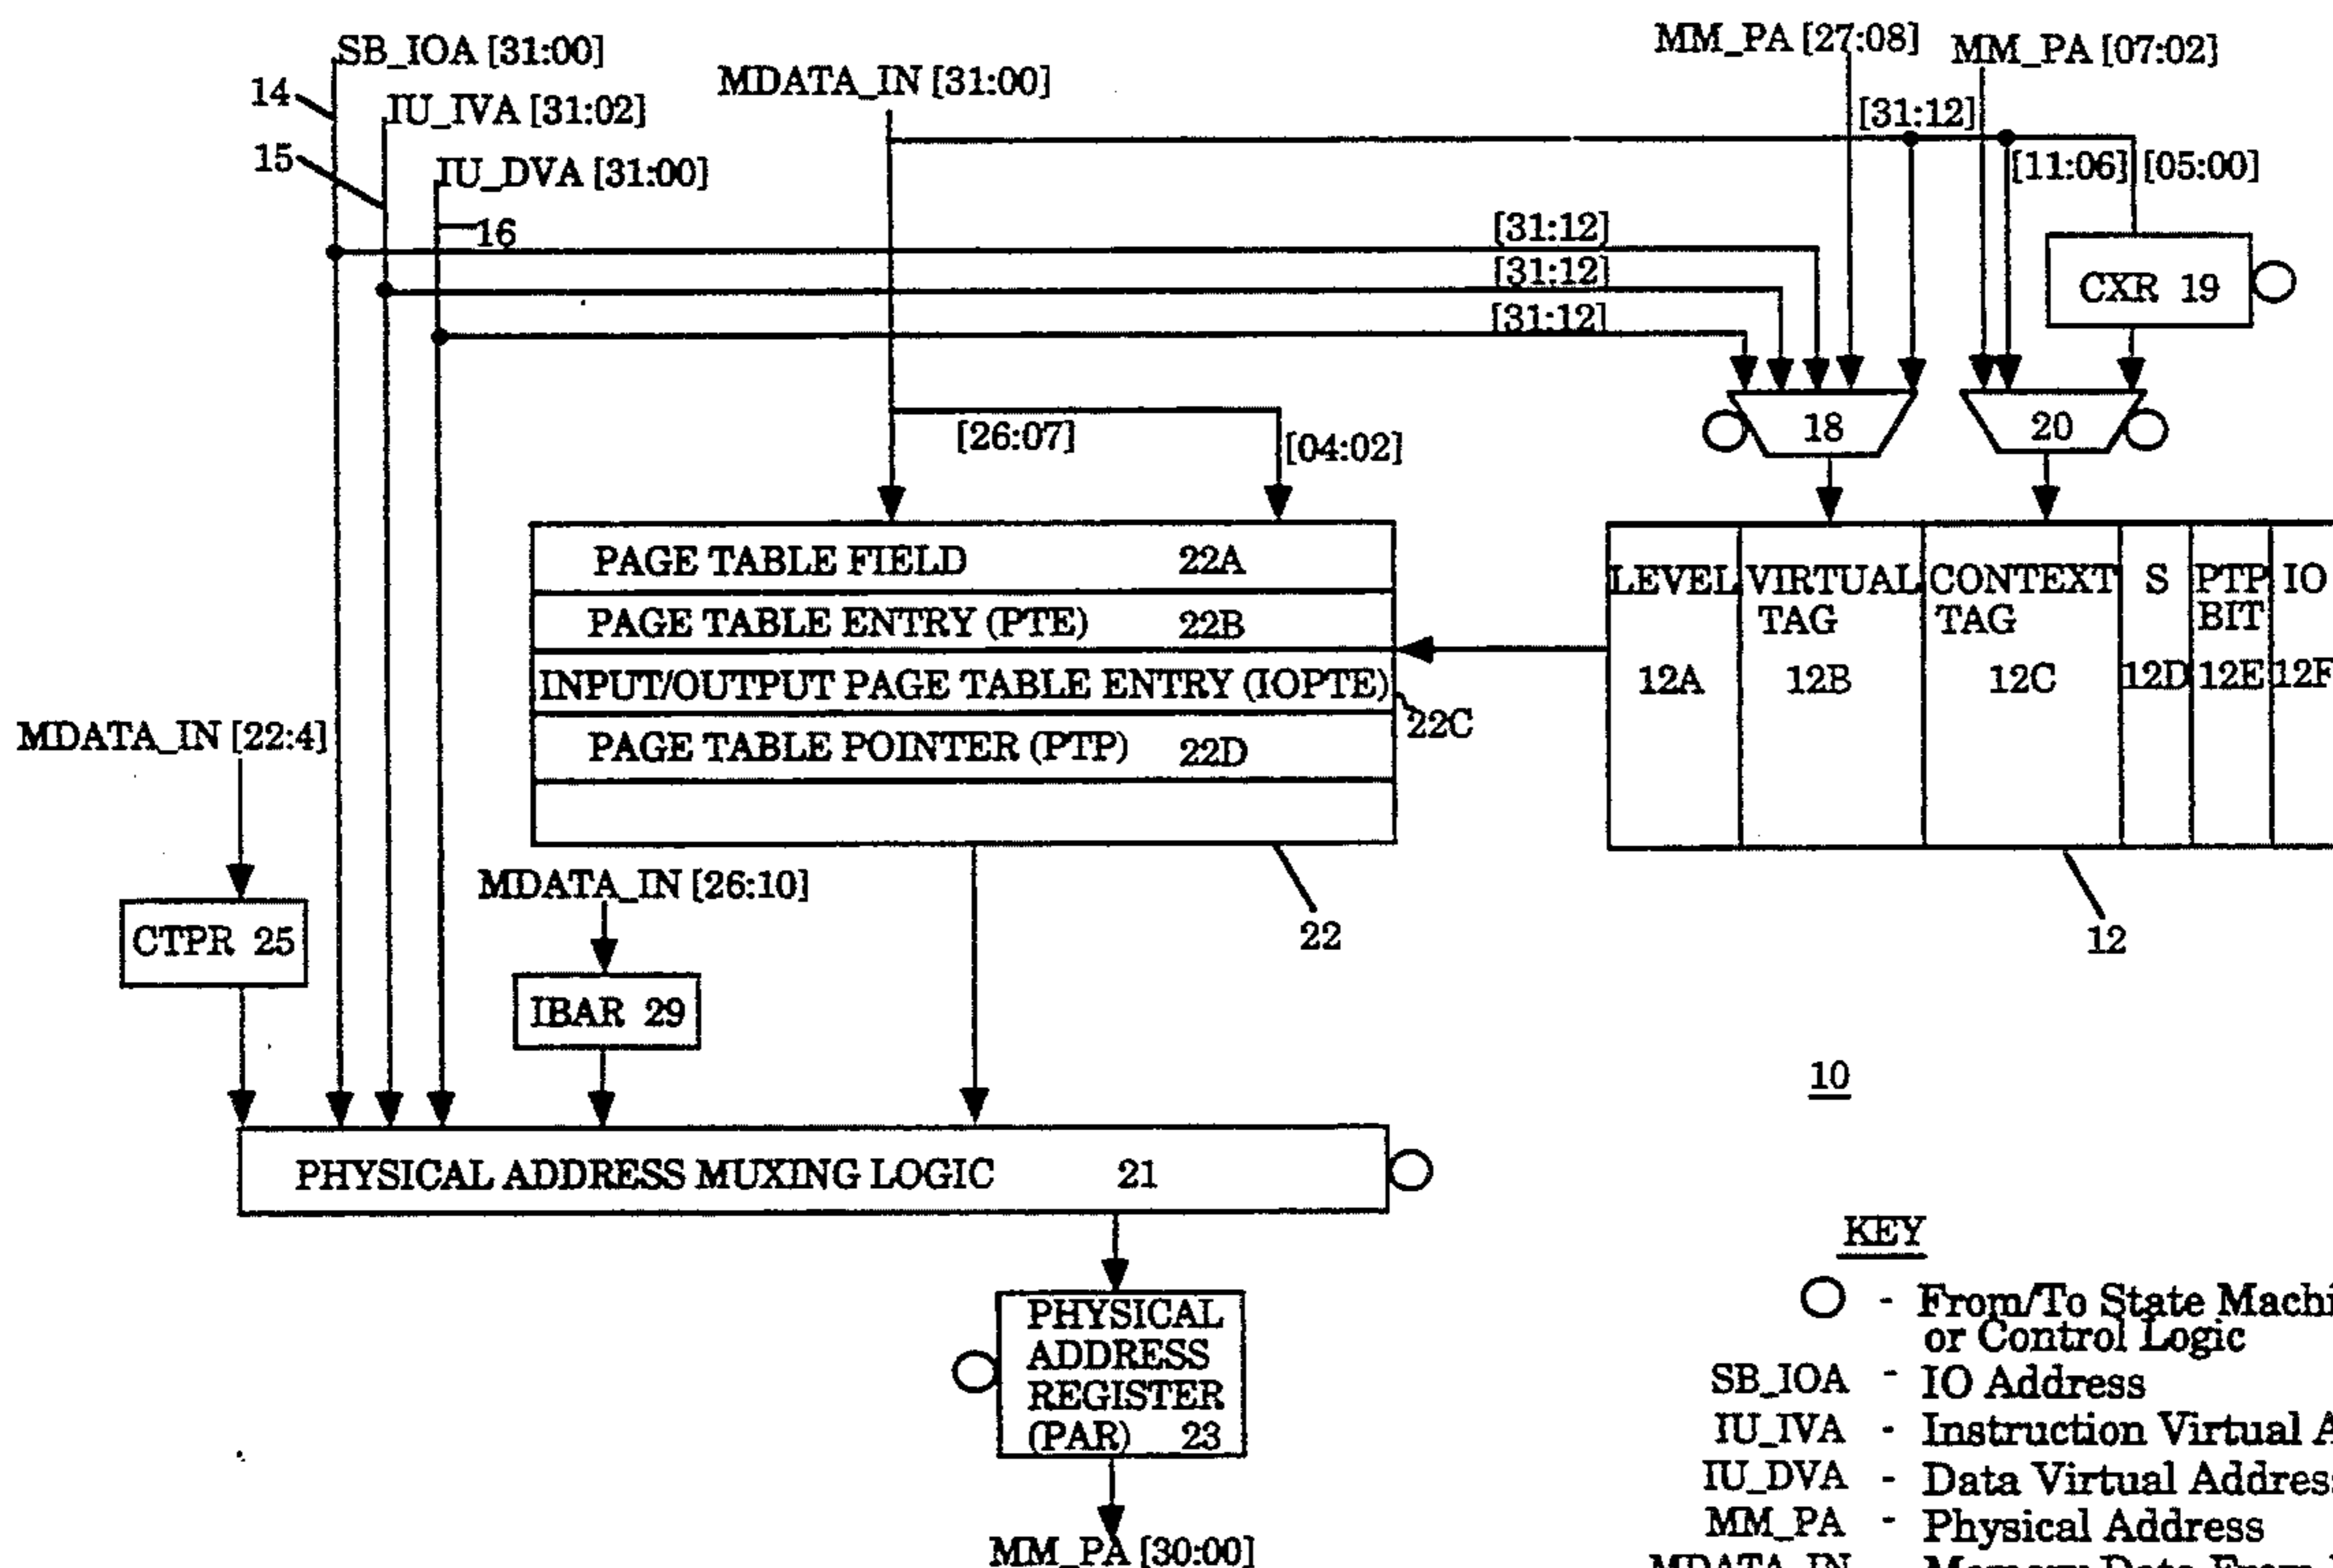 SB_IOA [31:00]
MM_PA [27:08]
MM_PA [07:02]
14
IU_IVA [31:02]
MDATA_IN [31:00]
[31:12]
15
IU_DVA [31:00]
[11:06]
[05:00]
16
[31:12]
[31:12]
[31:12]
CXR 19
[26:07]
[04:02]
18
20
PAGE TABLE FIELD 22A
PAGE TABLE ENTRY (PTE) 22B
INPUT/OUTPUT PAGE TABLE ENTRY (IOPTE)
22C
PAGE TABLE POINTER (PTP) 22D
LEVEL
12A
VIRTUAL
TAG
12B
CONTEXT
TAG
12C
S
12D
PTP
BIT
12E
IO
12F
MDATA_IN [22:4]
MDATA_IN [26:10]
22
12
CTPR 25
IBAR 29
10
PHYSICAL ADDRESS MUXING LOGIC 21
PHYSICAL
ADDRESS
REGISTER
(PAR) 23
MM_PA [30:00]
KEY
- From/To State
or Control Logic
SB_IOA - IO Address
IU_IVA - Instruction Virtual
IU_DVA - Data Virtual Address
MM_PA - Physical Address
MDATA_IN - Memory Data From